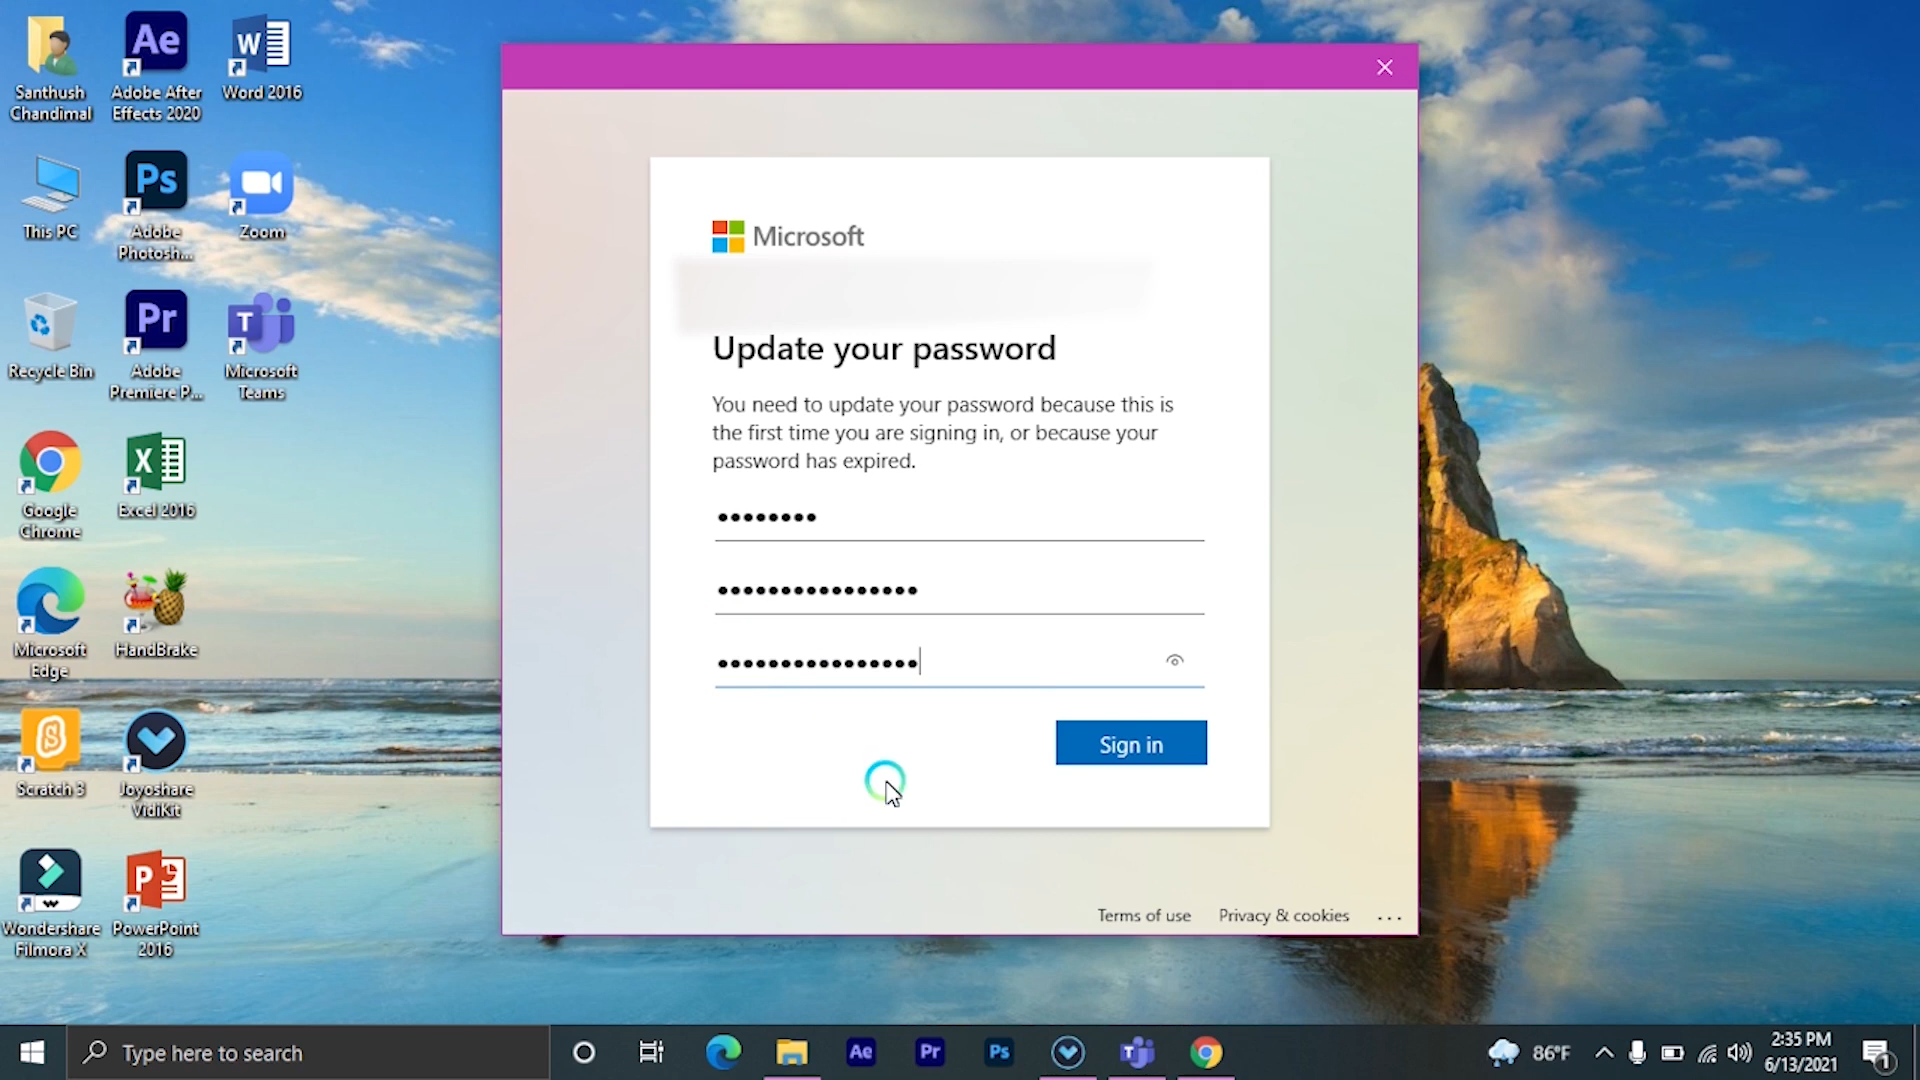 Santhush
Chandimal
Adobe After
Effects 2020
Word 2016
This PC
Adobe
Photosh...
Zoom
Recycle Bin
Adobe
Premiere P...
Microsoft
Teams
Google
Chrome
Excel 2016
Microsoft
Edge
HandBrake
Scratch 3
Joyoshare
VidiKit
Wondershare
Filmora X
PowerPoint
2016
Microsoft
Update your password
You need to update your password because this is
the first time you are signing in, or because your
password has expired.
Sign in
Terms of use
Privacy & cookies
...
Type here to search
86°F
2:35 PM
6/13/2021
1